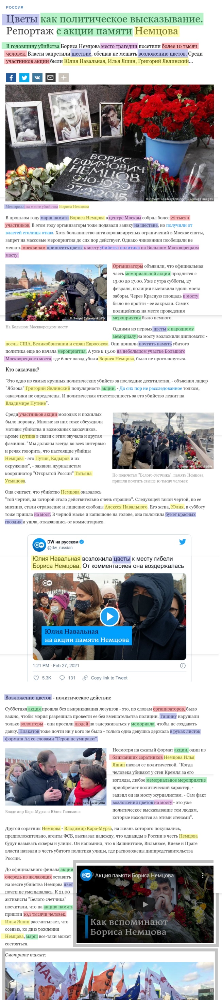 РОССИЯ
Цветы как политическое высказывание.
Репортаж с акции памяти Немцова
В годовщину убийства Бориса Немцова место трагедии посетили более 10 тысяч
человек. Власти запретили шествие, обещав не мешать возложению цветов. Среди
участников акции были Юлия Навальная, Илья Яшин, Григорий Явлинский...
БОРИС
ЕФИМОВИЧ
НЕМЦОВ
9·10·1959
27·02·2015
© Artyom Geodakyan/ITAR-TASS/imago images
Мемориал на месте убийства Бориса Немцова
В прошлом году марш памяти Бориса Немцова в центре Москвы собрал более 22 тысяч
участников. В этом году организаторы тоже подавали заявку на шествие, но получили от
властей столицы отказ. Хотя большинство антикоронавирусных ограничений в Москве сняты,
запрет на массовые мероприятия до сих пор действует. Однако чиновники пообещали не
мешать москвичам приносить цветы к месту убийства политика на Большом Москворецком
мосту.
© Sergei Satanovskij/DW
На Большом Москворецком мосту
Организаторы объявили, что официальная
часть мемориальной акции продлится с
13.00 до 17.00. Уже с утра субботы, 27
февраля, полиция выставила вдоль моста
заборы. Через Красную площадь к мосту
было не пройти - ее закрыли. Самих
полицейских на месте проведения
мероприятия было немного.
Одними из первых цветы к народному
мемориалу на мосту возложили дипломаты -
послы США, Великобритании и стран Евросоюза. Они пришли почтить память убитого
политика еще до начала мероприятия. А уже к 13.00 на небольшом участке Большого
Москворецкого моста, где 6 лет назад убили Бориса Немцова, было не протолкнуться.
Кто заказчик?
"Это одно из самых крупных политических убийств за последние десятилетия, - объяснил лидер
"Яблока" Григорий Явлинский популярность акции. - До сих пор не расследованное толком,
заказчики не определены. И политическая ответственность за это убийство лежит на
Владимире Путине".
Среди участников акции молодых и пожилых
было поровну. Многие из них тоже обсуждали
мотивы убийства и возможных заказчиков.
Кроме Путина в связи с этим звучала и другая
фамилия. "Мы должны всегда во всех интервью
и речах говорить, что настоящие убийцы
Немцова - это Путин, Кадыров и их
окружение", - заявила журналистам
координатор "Открытой России" Татьяна
Усманова.
© Sergei Satanovskij/DW
По подсчетам "Белого счетчика", память Немцова
пришли почтить свыше 10 тысяч человек
Она считает, что убийство Немцова оказалось
"той чертой, за которой стало действительно очень страшно". Следующей такой чертой, по ее
мнению, стали отравление и лишение свободы Алексея Навального. Его жена, Юлия, в субботу
тоже пришла на мост. В черной маске и капюшоне на голове, она положила букет красных
гвоздик и ушла, отказавшись от комментариев.
DW на русском
@dw_russian
Юлия Навальная возложила цветы к месту гибели
Бориса Немцова. От комментариев она воздержалась
DW
Юлия Навальная
на акции памяти Немцова
1:21 PM · Feb 27, 2021
5.3K 131 Copy link to Tweet
Возложение цветов - политическое действие
Субботняя акция прошла без выкрикивания лозунгов - это, по словам организаторов, было
важно, чтобы мэрия разрешила провести ее без вмешательства полиции. Тишину нарушали
только волонтеры - они просили людей на задерживаться у мемориала, чтобы не создавать
давку. Плакатов тоже почти ни у кого не было - только одна девушка держала в руках листок
формата А4 со словами "Герои не умирают".
© Sergey Satanovskiy/DW
Владимир Кара-Мурза и Юлия Галямина
Несмотря на сжатый формат акции, один из
ближайших соратников Немцова Илья
Яшин назвал ее политической. "Когда
человека убивают у стен Кремля за его
взгляды, любое мемориальное мероприятие
приобретает политический характер, -
заявил он на мосту журналистам. - Сам факт
возложения цветов на мосту - это уже
политическое высказывание тем людям,
которые находятся за этими стенами".
Другой соратник Немцова - Владимир Кара-Мурза, на жизнь которого покушались,
предположительно, агенты ФСБ, высказал надежду, что однажды в России в честь Немцова
будут называть скверы и улицы. Он напомнил, что в Вашингтоне, Вильнюсе, Киеве и Праге
власти назвали в честь убитого политика улицы, где расположены диппредставительства
России.
До официального финала акции
очередь из желающих оставить
на месте убийства Немцова цвет
почти не уменьшалась. К 21.00
активисты "Белого счетчика"
посчитали, что на акцию памяти
пришли 10,1 тысячи человек.
Илья Яшин рассчитывает, что
осенью, ко дню рождения
Немцова, марш все-таки может
состояться.
DW Акция памяти Бориса Немцова
Как вспоминают
Бориса Немцова
Смотрите также: